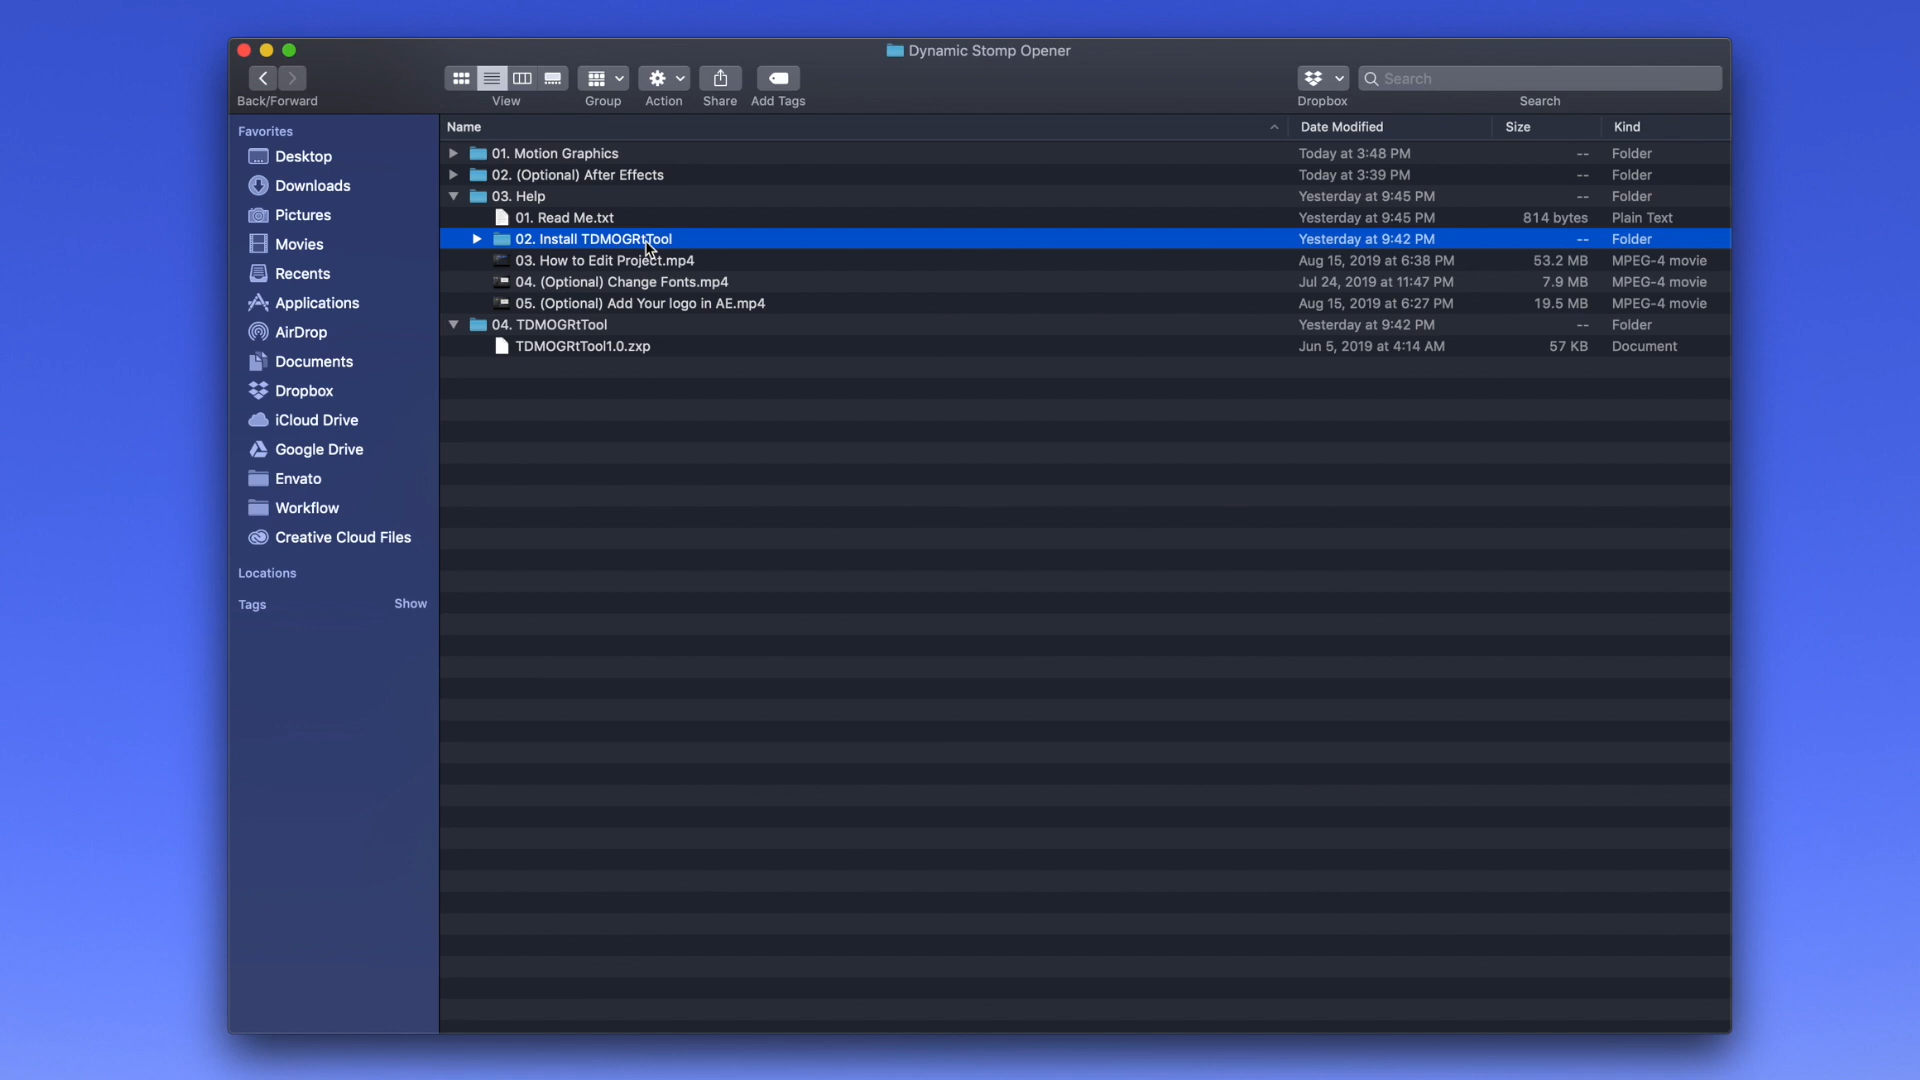 Dynamic Stomp Opener
Back/Forward
View
Group
Action
Share
Add Tags
Dropbox
Search
Search
Favorites
Desktop
Downloads
Pictures
Movies
Recents
Applications
AirDrop
Documents
Dropbox
iCloud Drive
Google Drive
Envato
Workflow
Creative Cloud Files
Locations
Tags Show
Name Date Modified Size Kind
01. Motion Graphics Today at 3:48 PM -- Folder
02. (Optional) After Effects Today at 3:39 PM -- Folder
03. Help Yesterday at 9:45 PM -- Folder
01. Read Me.txt Yesterday at 9:45 PM 814 bytes Plain Text
02. Install TDMOGRtTool Yesterday at 9:42 PM -- Folder
03. How to Edit Project.mp4 Aug 15, 2019 at 6:38 PM 53.2 MB MPEG-4 movie
04. (Optional) Change Fonts.mp4 Jul 24, 2019 at 11:47 PM 7.9 MB MPEG-4 movie
05. (Optional) Add Your logo in AE.mp4 Aug 15, 2019 at 6:27 PM 19.5 MB MPEG-4 movie
04. TDMOGRtTool Yesterday at 9:42 PM -- Folder
TDMOGRtTool1.0.zxp Jun 5, 2019 at 4:14 AM 57 KB Document